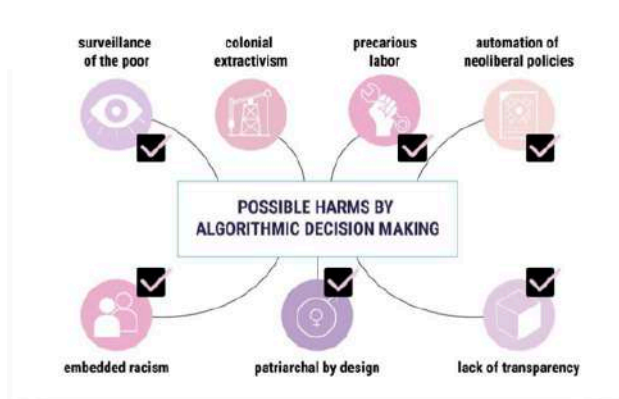 surveillance
of the poor
colonial
extractivism
precarious
labor
automation of
neoliberal policies
POSSIBLE HARMS BY
ALGORITHMIC DECISION MAKING
embedded racism
patriarchal by design
lack of transparency